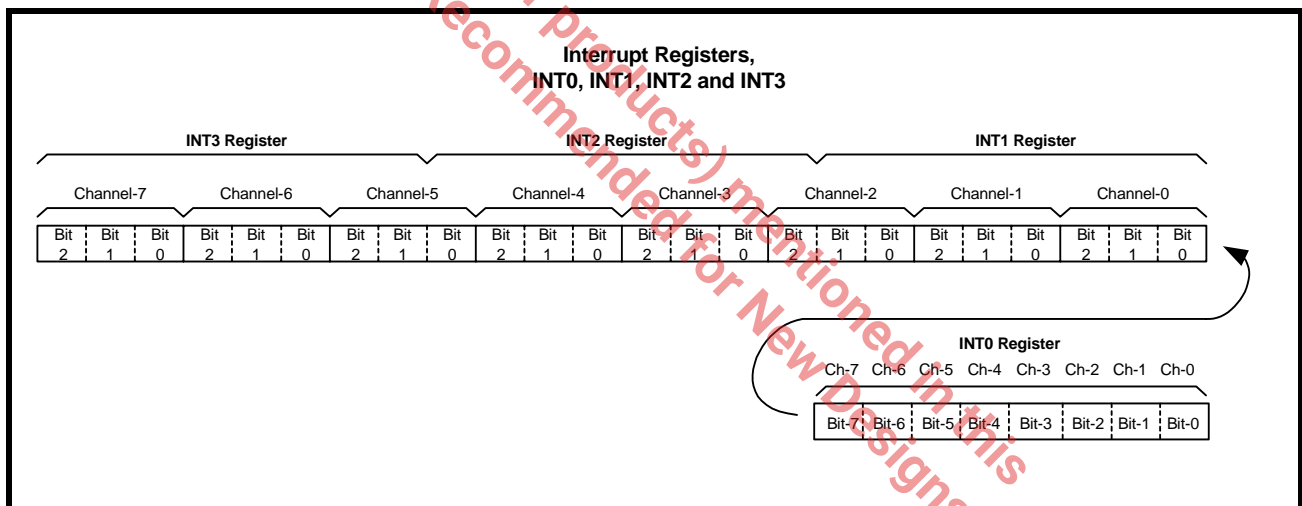 Interrupt Registers,
INT0, INT1, INT2 and INT3
INT3 Register INT2 Register INT1 Register
Channel-7 Channel-6 Channel-5 Channel-4 Channel-3 Channel-2 Channel-1 Channel-0
Bit Bit Bit Bit Bit Bit Bit Bit Bit Bit Bit Bit Bit Bit Bit Bit Bit Bit Bit Bit Bit Bit Bit Bit
2 1 0 2 1 0 2 1 0 2 1 0 2 1 0 2 1 0 2 1 0 2 1 0
INT0 Register
Ch-7 Ch-6 Ch-5 Ch-4 Ch-3 Ch-2 Ch-1 Ch-0
Bit-7 Bit-6 Bit-5 Bit-4 Bit-3 Bit-2 Bit-1 Bit-0
products) mentioned in this
ecommended for New Designs